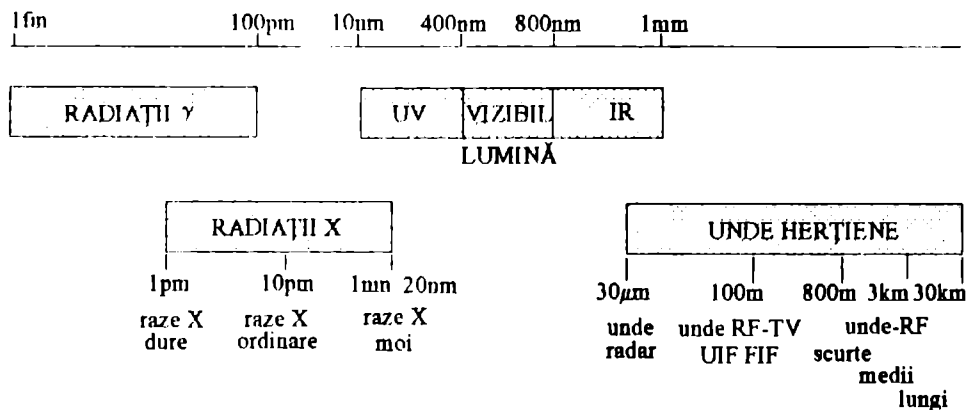 1fm 100pm 10nm 400nm 800nm 1mm
RADIAȚII γ UV VIZIBIL IR
LUMINĂ
RADIAȚII X UNDE HERȚIENE
1pm 10pm 1nm 20nm 30μm 100m 800m 3km 30km
raze X raze X raze X unde unde RF-TV unde-RF
dure ordinare moi radar UIF FIF scurte
medii
lungi